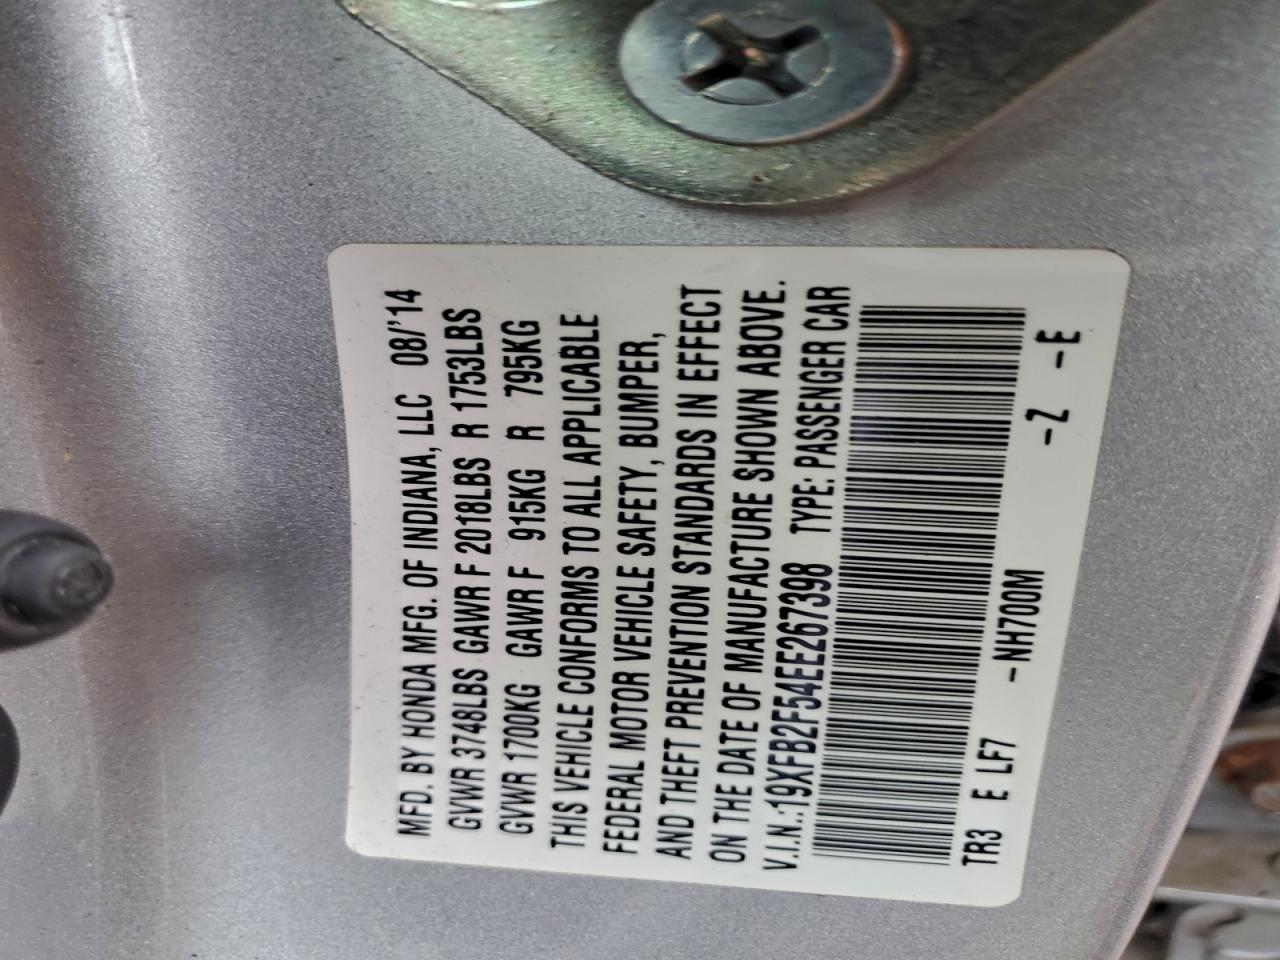 MFD. BY HONDA MFG. OF INDIANA, LLC 08/'14
GVWR 3748LBS GAWR F 2018LBS R 1753LBS
GVWR 1700KG GAWR F 915KG R 795KG
THIS VEHICLE CONFORMS TO ALL APPLICABLE
FEDERAL MOTOR VEHICLE SAFETY, BUMPER,
AND THEFT PREVENTION STANDARDS IN EFFECT
ON THE DATE OF MANUFACTURE SHOWN ABOVE.
V.I.N.:19XFB2F54EE267398 TYPE: PASSENGER CAR
TR3 E LF7 -NH700M -Z -E